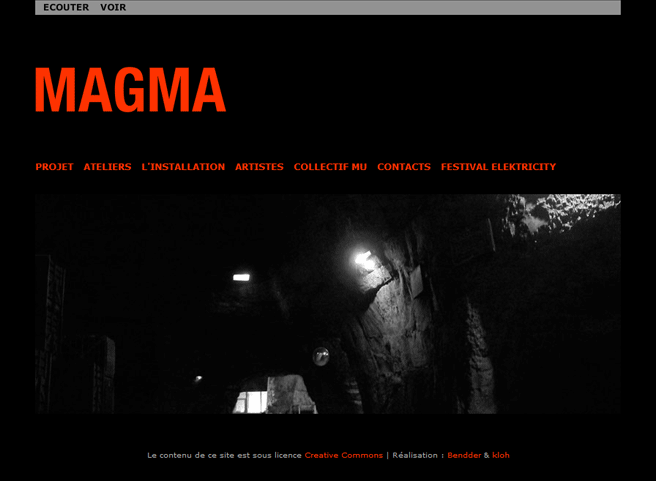 ECOUTER VOIR
MAGMA
PROJET ATELIERS L'INSTALLATION ARTISTES COLLECTIF MU CONTACTS FESTIVAL ELEKTRICITY
Le contenu de ce site est sous licence Creative Commons | Réalisation : Bendder & kloh